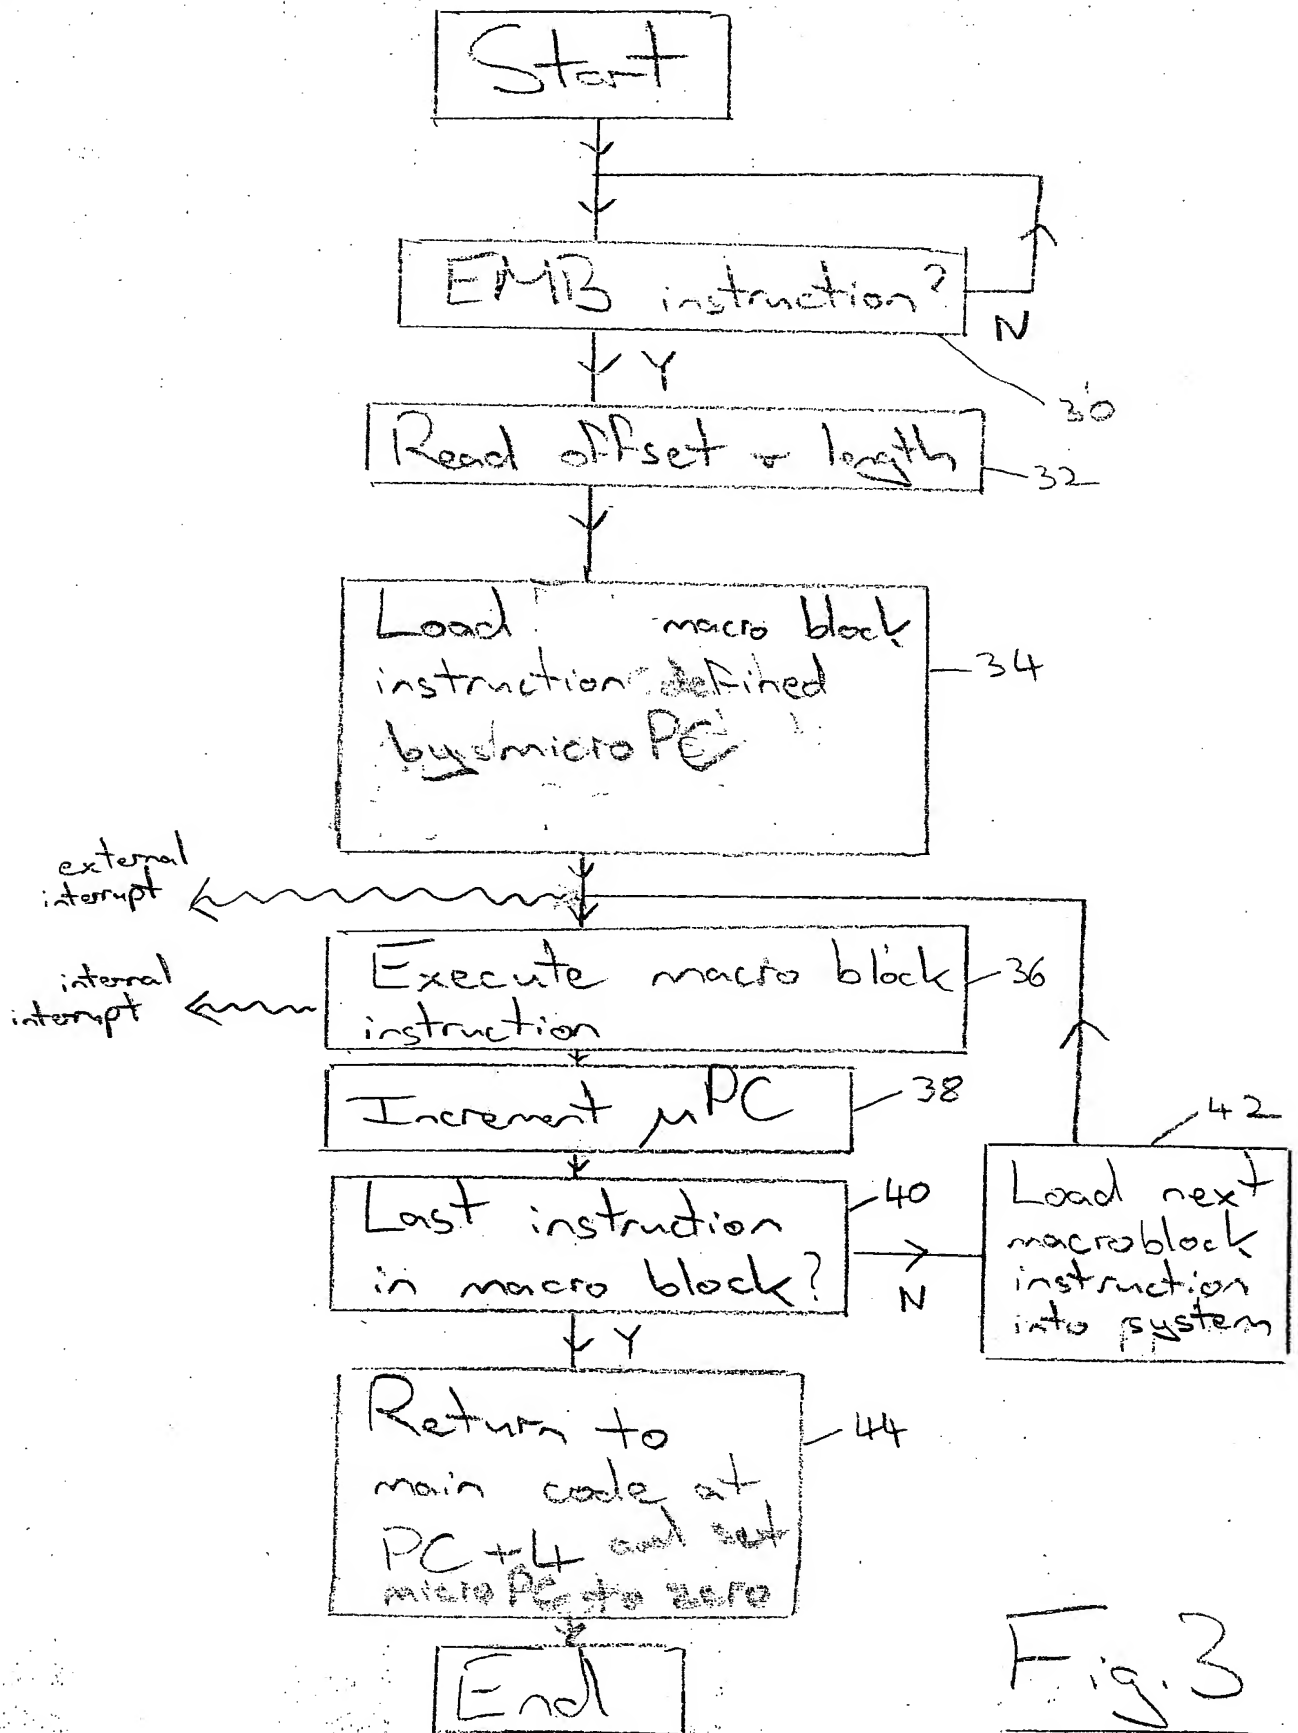 Start
EMB instruction?
N
Y
30
Read offset + length
32
Load macro block
instruction defined
by micro PC
34
external
interrupt
internal
interrupt
Execute macro block
instruction
36
Increment μPC
38
Last instruction
in macro block?
40
N
42
Load next
macroblock
instruction
into system
Y
Return to
main code at
PC+4 and set
micro PC to zero
44
End
Fig.3